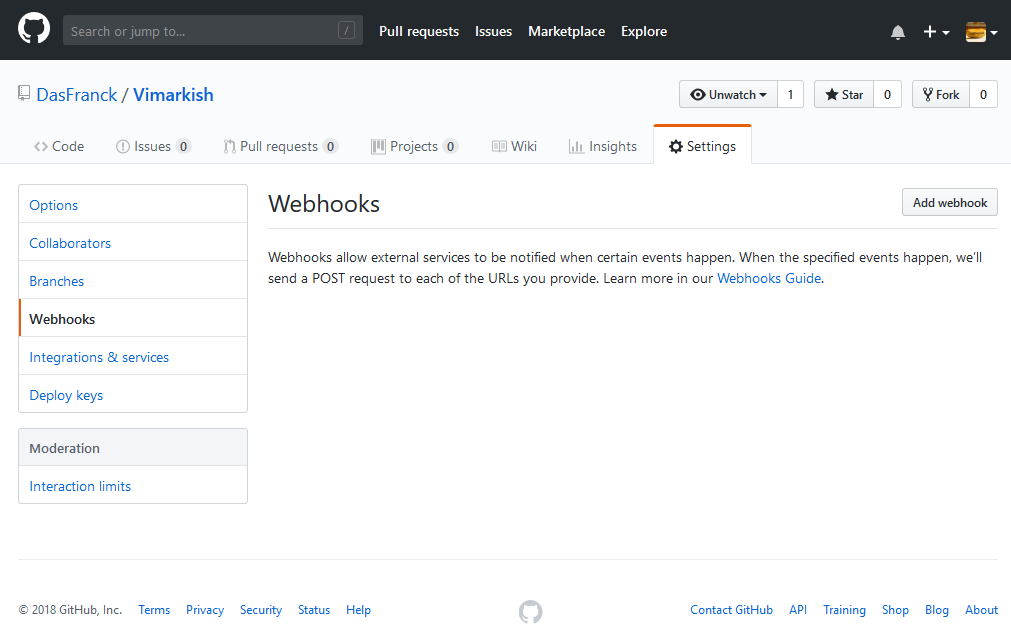 Search or jump to... / Pull requests Issues Marketplace Explore
DasFranck / Vimarkish Unwatch 1 Star 0 Fork 0
Code Issues 0 Pull requests 0 Projects 0 Wiki Insights Settings
Options
Collaborators
Branches
Webhooks
Integrations & services
Deploy keys
Moderation
Interaction limits
Webhooks Add webhook
Webhooks allow external services to be notified when certain events happen. When the specified events happen, we’ll
send a POST request to each of the URLs you provide. Learn more in our Webhooks Guide.
© 2018 GitHub, Inc. Terms Privacy Security Status Help Contact GitHub API Training Shop Blog About